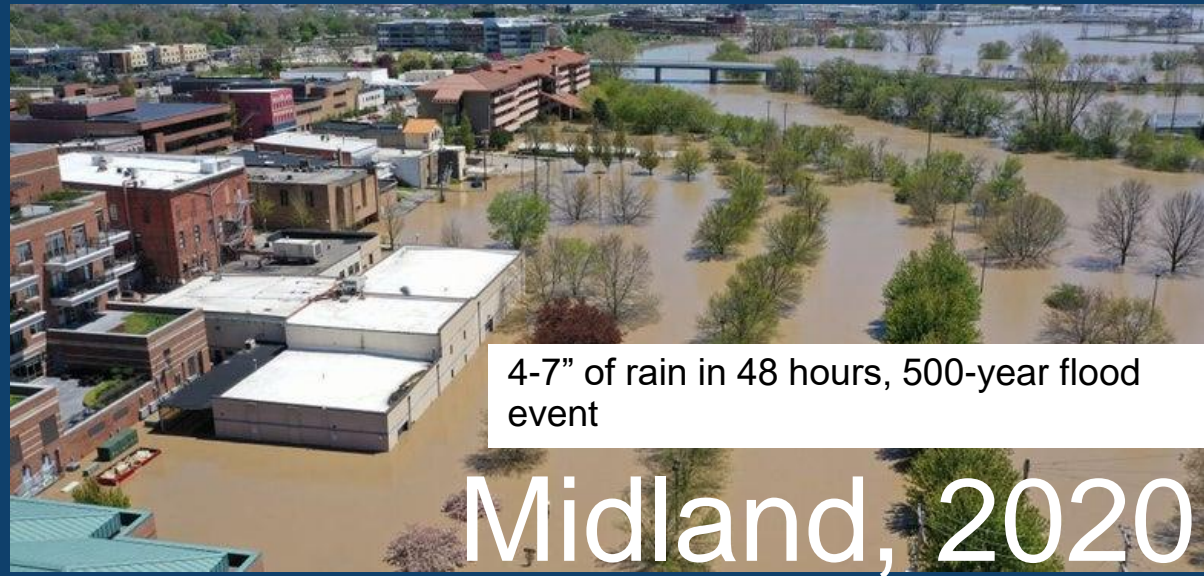 4-7” of rain in 48 hours, 500-year flood
event
Midland, 2020